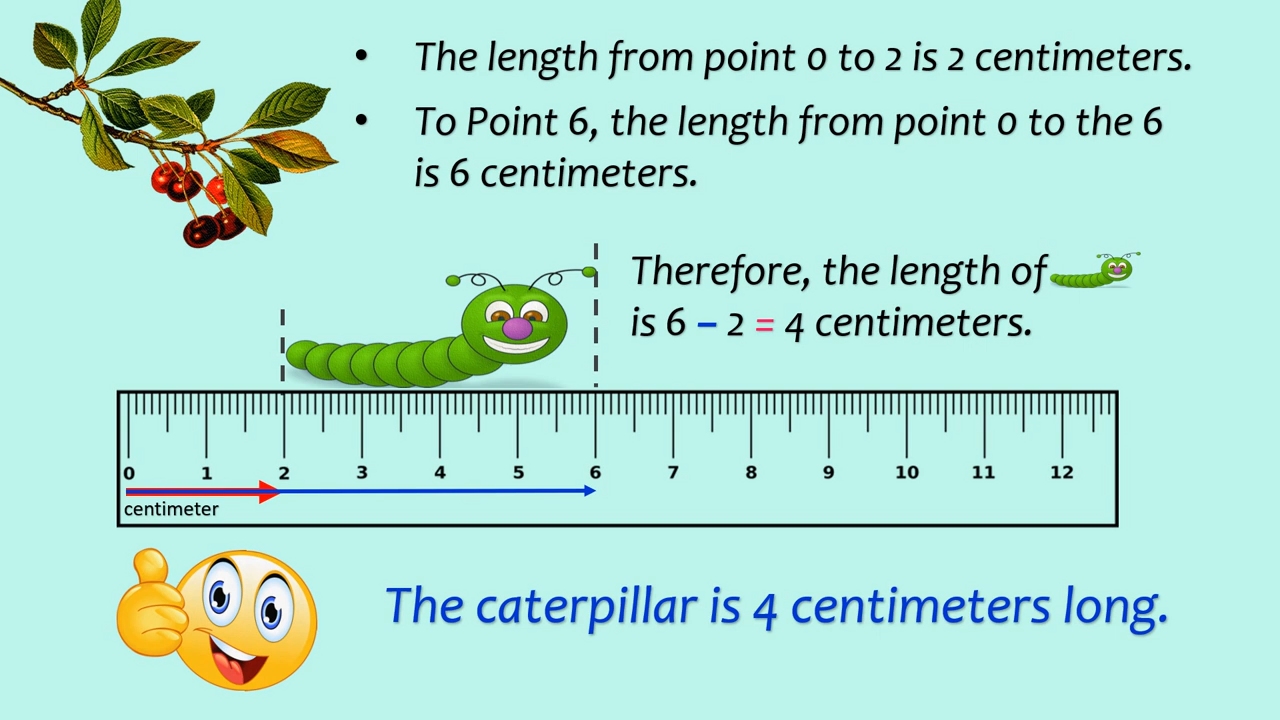 • The length from point 0 to 2 is 2 centimeters.
• To Point 6, the length from point 0 to the 6
is 6 centimeters.
Therefore, the length of
is 6 – 2 = 4 centimeters.
0 1 2 3 4 5 6 7 8 9 10 11 12
centimeter
The caterpillar is 4 centimeters long.